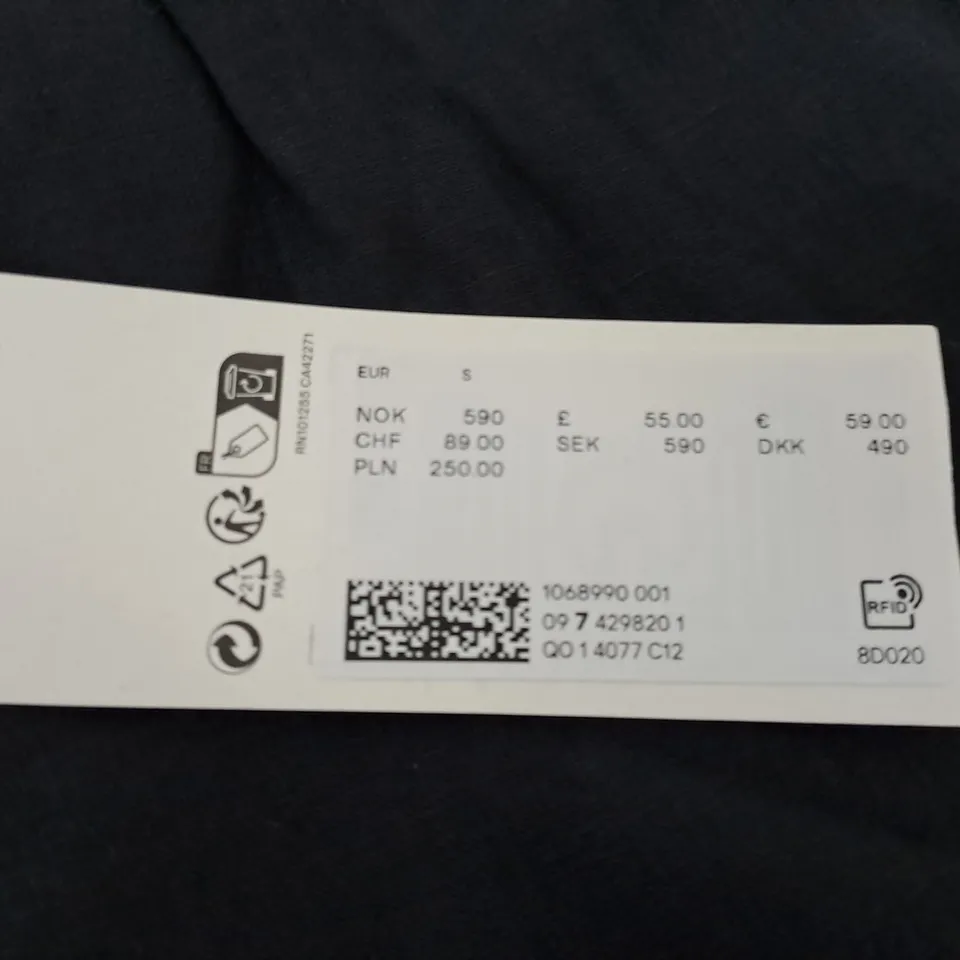 EUR S
NOK 590 £ 55.00 € 59.00
CHF 89.00 SEK 590 DKK 490
PLN 250.00
1068990 001
09 7 429820 1
QO 1 4077 C12
RFID
8D020
RN101255 CA42271
FR
21
PAP